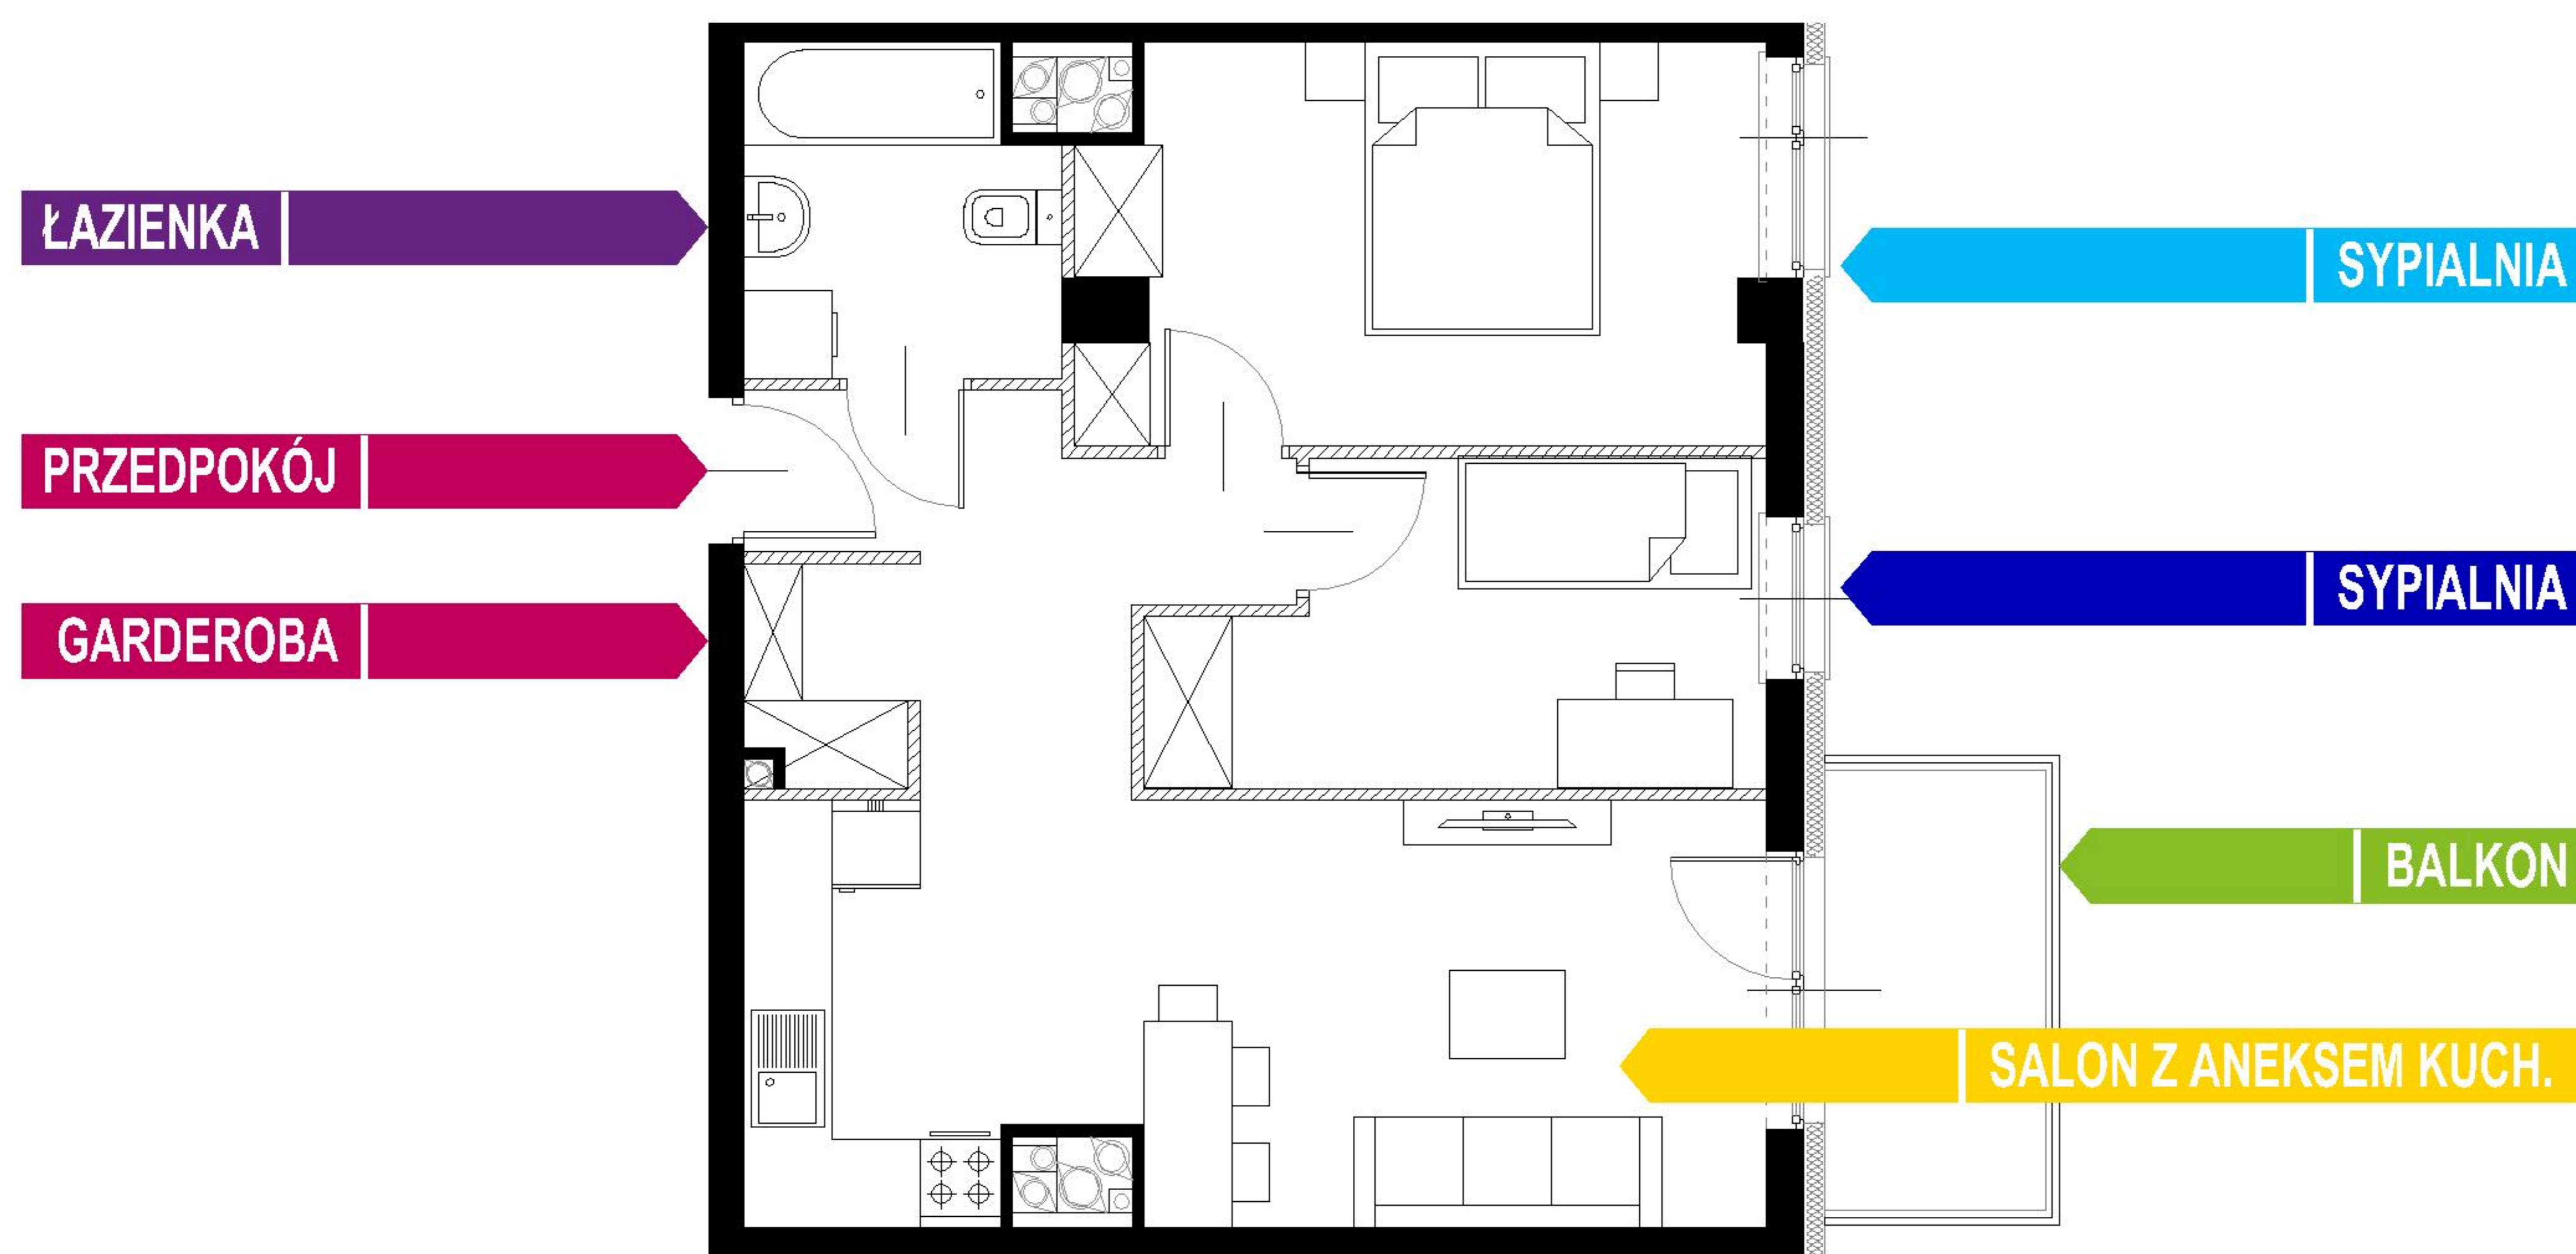 ŁAZIENKA
PRZEDPOKÓJ
GARDEROBA
SYPIALNIA
SYPIALNIA
BALKON
SALON Z ANEKSEM KUCH.